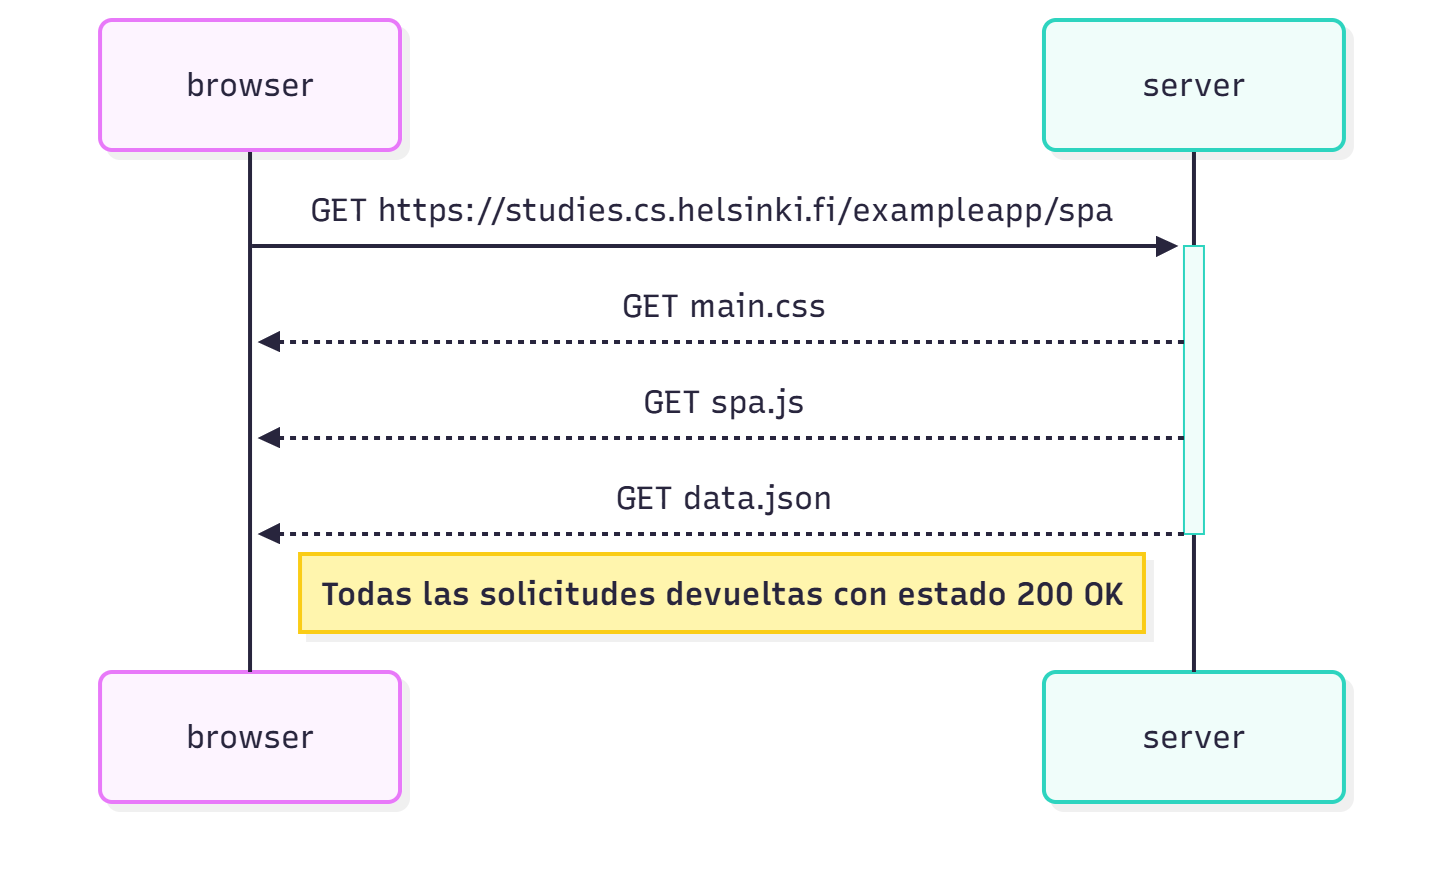 browser
server
GET https://studies.cs.helsinki.fi/exampleapp/spa
GET main.css
GET spa.js
GET data.json
Todas las solicitudes devueltas con estado 200 OK
browser
server